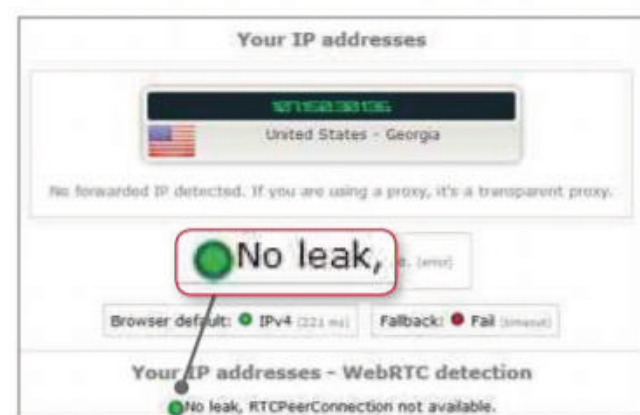 Your IP addresses
United States - Georgia
No forwarded IP detected. If you are using a proxy, it's a transparent proxy.
No leak,
(error)
Browser default: IPv4 (221 ms) Fallback: Fail (timeout)
Your IP addresses - WebRTC detection
No leak, RTCPeerConnection not available.